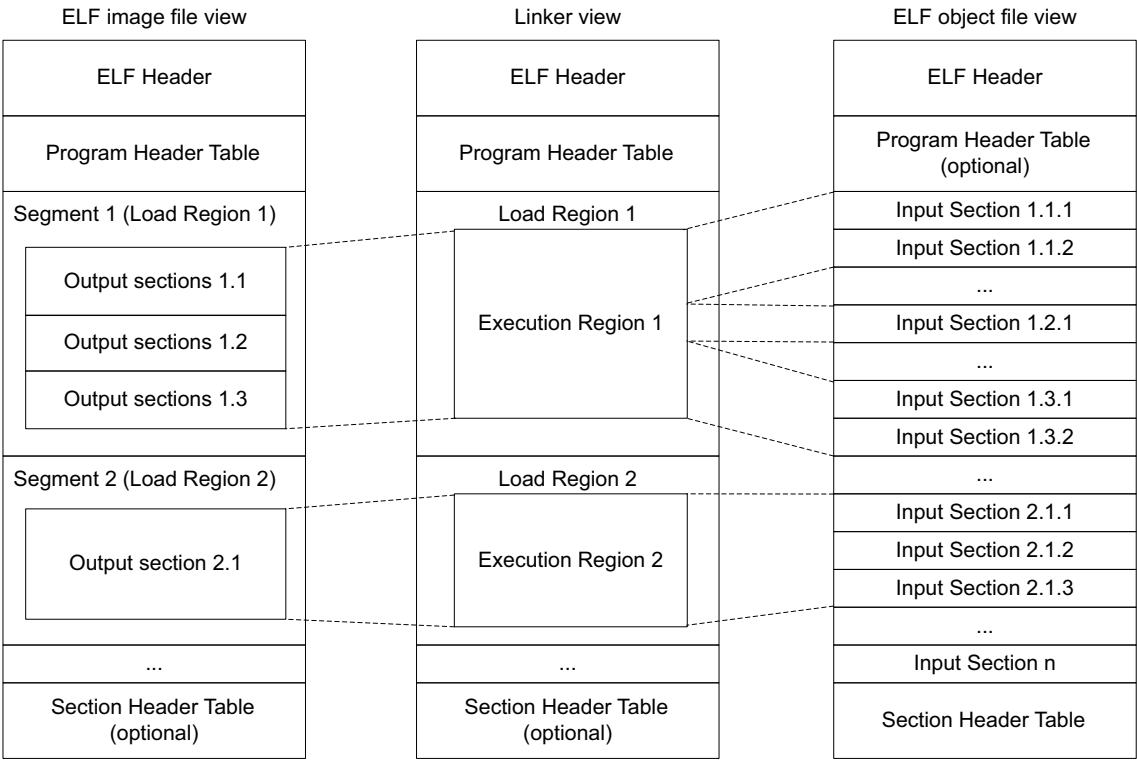 ELF image file view
ELF Header
Program Header Table
Segment 1 (Load Region 1)
Output sections 1.1
Output sections 1.2
Output sections 1.3
Segment 2 (Load Region 2)
Output section 2.1
...
Section Header Table
(optional)
Linker view
ELF Header
Program Header Table
Load Region 1
Execution Region 1
Load Region 2
Execution Region 2
...
Section Header Table
(optional)
ELF object file view
ELF Header
Program Header Table
(optional)
Input Section 1.1.1
Input Section 1.1.2
...
Input Section 1.2.1
...
Input Section 1.3.1
Input Section 1.3.2
...
Input Section 2.1.1
Input Section 2.1.2
Input Section 2.1.3
...
Input Section n
Section Header Table